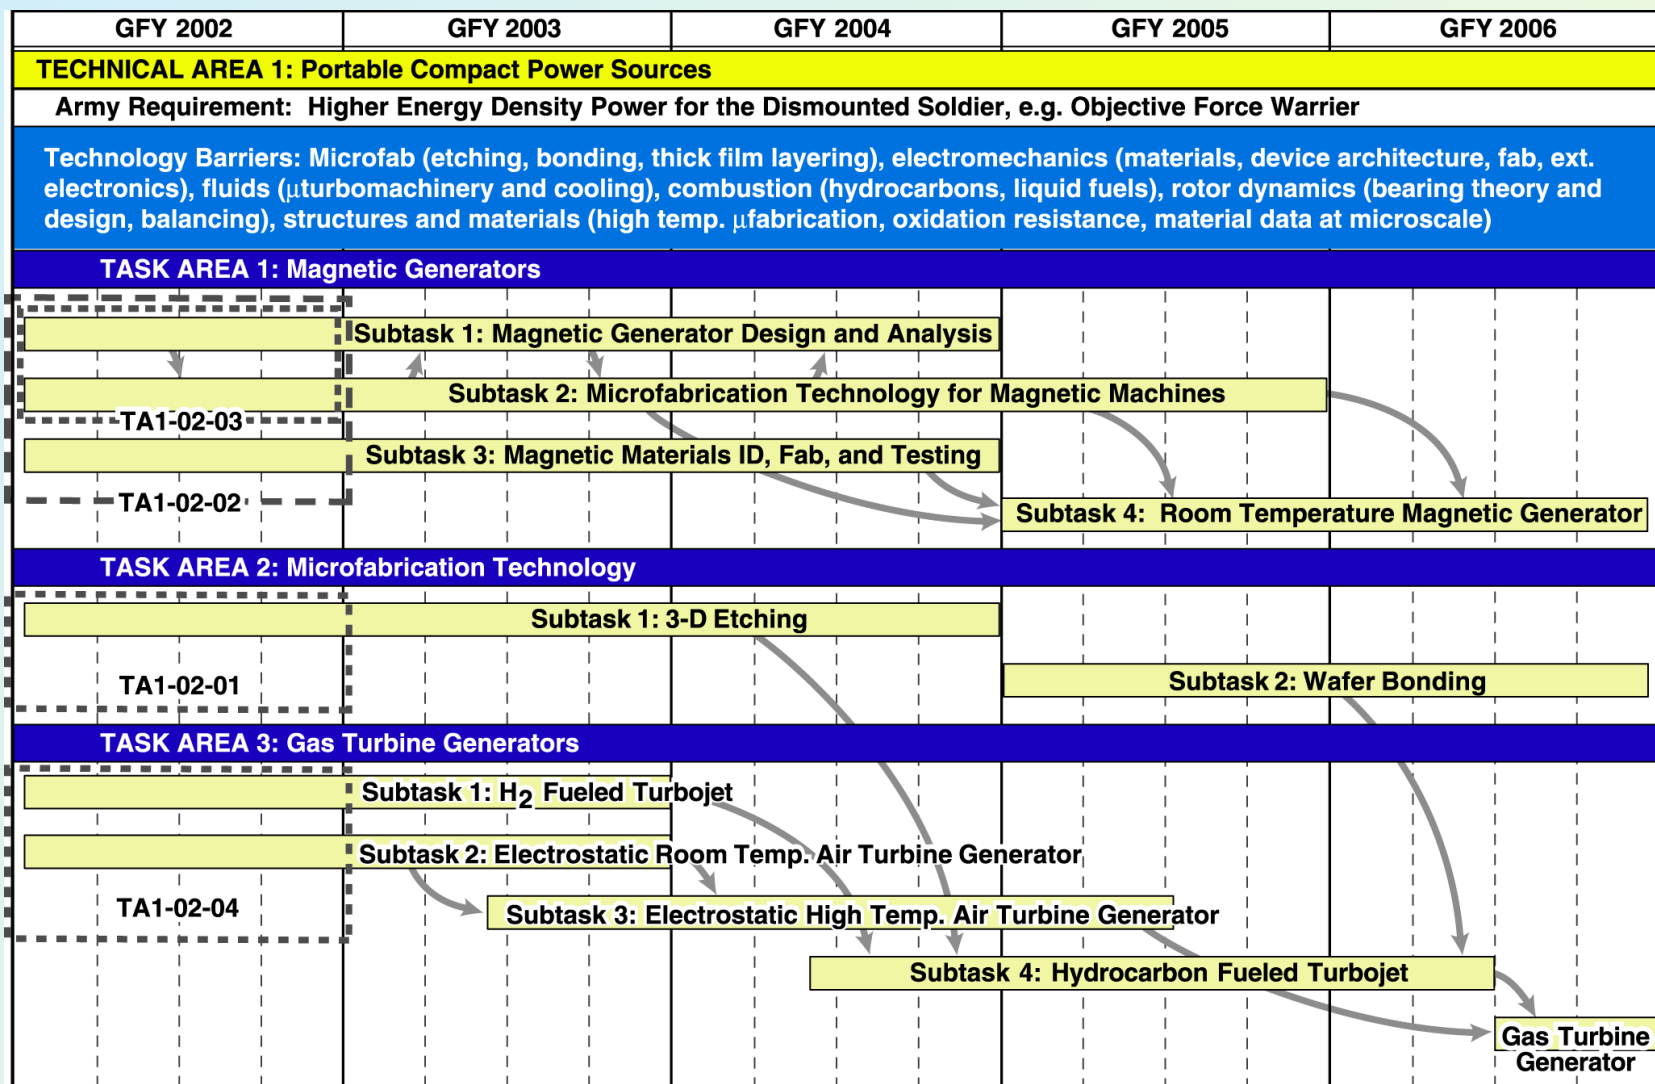 GFY 2002 GFY 2003 GFY 2004 GFY 2005 GFY 2006
TECHNICAL AREA 1: Portable Compact Power Sources
Army Requirement: Higher Energy Density Power for the Dismounted Soldier, e.g. Objective Force Warrier
Technology Barriers: Microfab (etching, bonding, thick film layering), electromechanics (materials, device architecture, fab, ext.
electronics), fluids (μturbomachinery and cooling), combustion (hydrocarbons, liquid fuels), rotor dynamics (bearing theory and
design, balancing), structures and materials (high temp. μfabrication, oxidation resistance, material data at microscale)
TASK AREA 1: Magnetic Generators
Subtask 1: Magnetic Generator Design and Analysis
Subtask 2: Microfabrication Technology for Magnetic Machines
TA1-02-03
Subtask 3: Magnetic Materials ID, Fab, and Testing
TA1-02-02
Subtask 4: Room Temperature Magnetic Generator
TASK AREA 2: Microfabrication Technology
Subtask 1: 3-D Etching
TA1-02-01
Subtask 2: Wafer Bonding
TASK AREA 3: Gas Turbine Generators
Subtask 1: H2 Fueled Turbojet
Subtask 2: Electrostatic Room Temp. Air Turbine Generator
TA1-02-04
Subtask 3: Electrostatic High Temp. Air Turbine Generator
Subtask 4: Hydrocarbon Fueled Turbojet
Gas Turbine
Generator